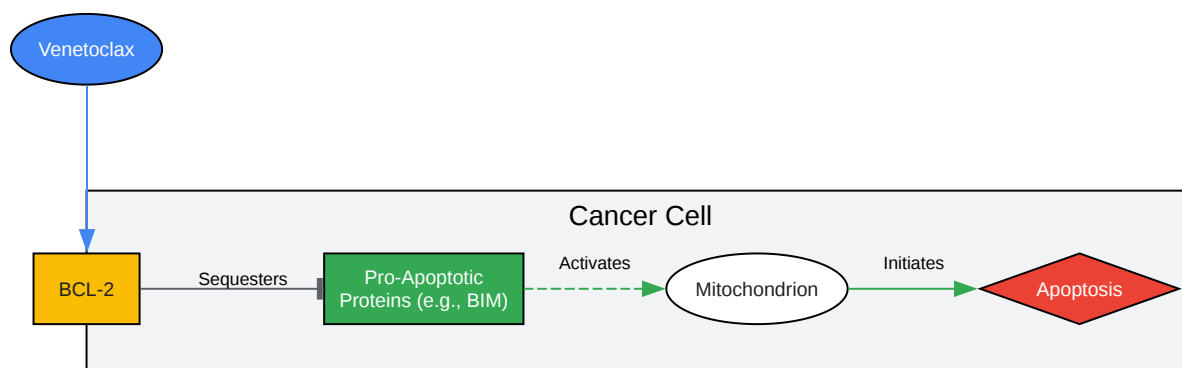 Venetoclax
Cancer Cell
BCL-2
Sequesters
Pro-Apoptotic
Proteins (e.g., BIM)
Activates
Mitochondrion
Initiates
Apoptosis